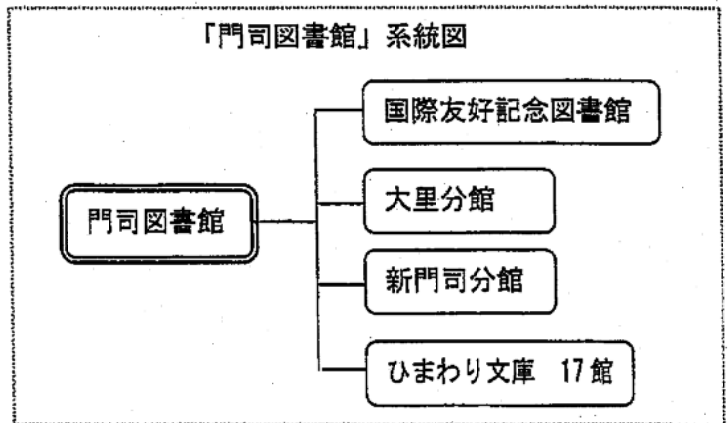 「門司図書館」系統図
国際友好記念図書館
大里分館
門司図書館
新門司分館
ひまわり文庫 17館